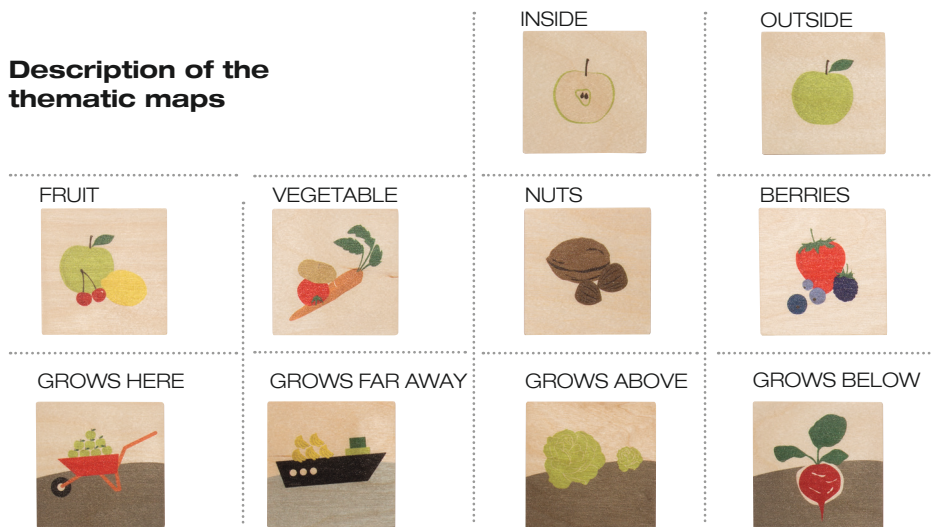 Description of the
thematic maps
INSIDE
OUTSIDE
FRUIT
VEGETABLE
NUTS
BERRIES
GROWS HERE
GROWS FAR AWAY
GROWS ABOVE
GROWS BELOW